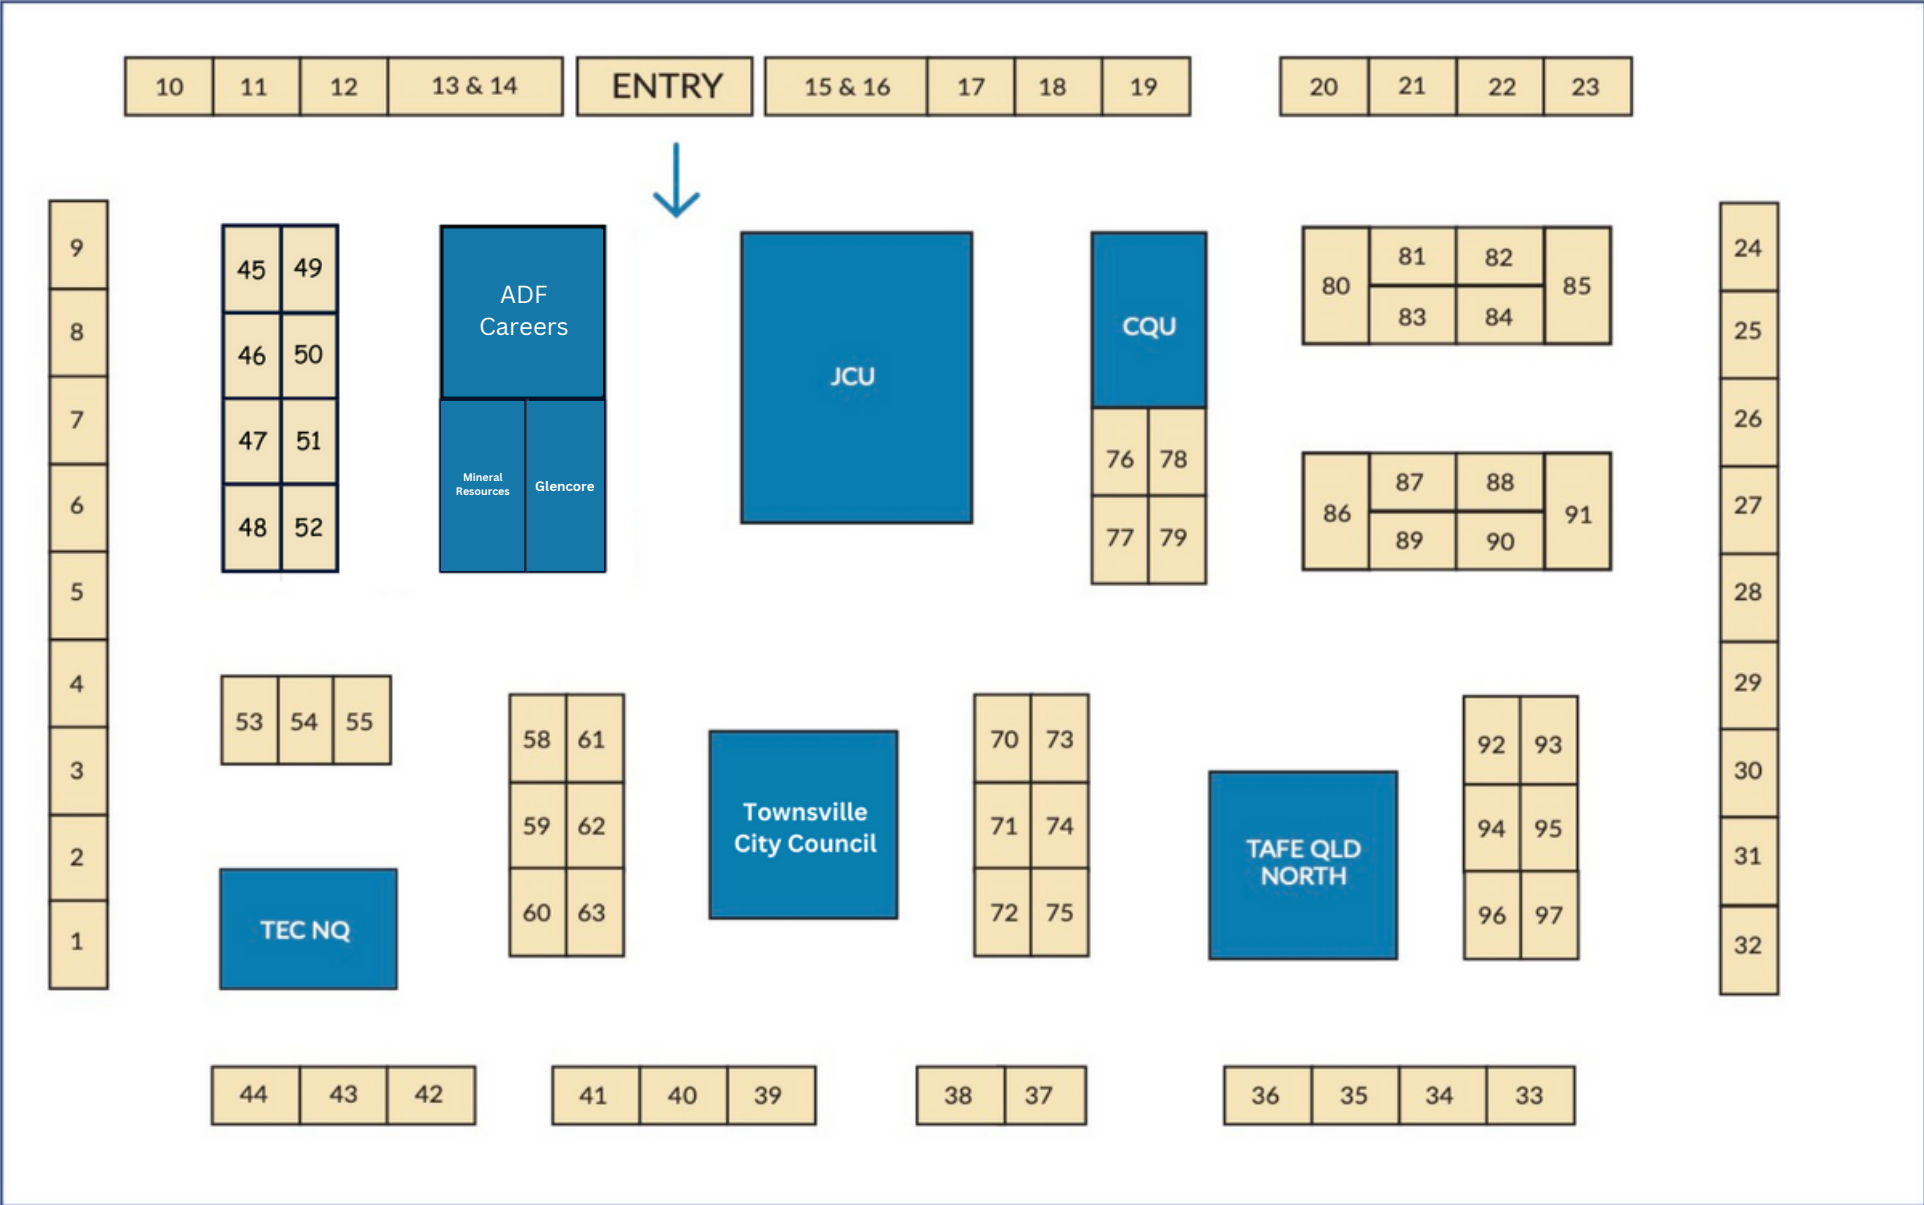 10 11 12 13 & 14 ENTRY 15 & 16 17 18 19 20 21 22 23
9
8
7
6
5
4
3
2
1
45 49
46 50
47 51
48 52
ADF
Careers
Mineral
Resources
Glencore
JCU
CQU
76 78
77 79
80 81 82 85
83 84
86 87 88 91
89 90
24
25
26
27
28
29
30
31
32
53 54 55
TEC NQ
58 61
59 62
60 63
Townsville
City Council
70 73
71 74
72 75
TAFE QLD
NORTH
92 93
94 95
96 97
44 43 42 41 40 39 38 37 36 35 34 33